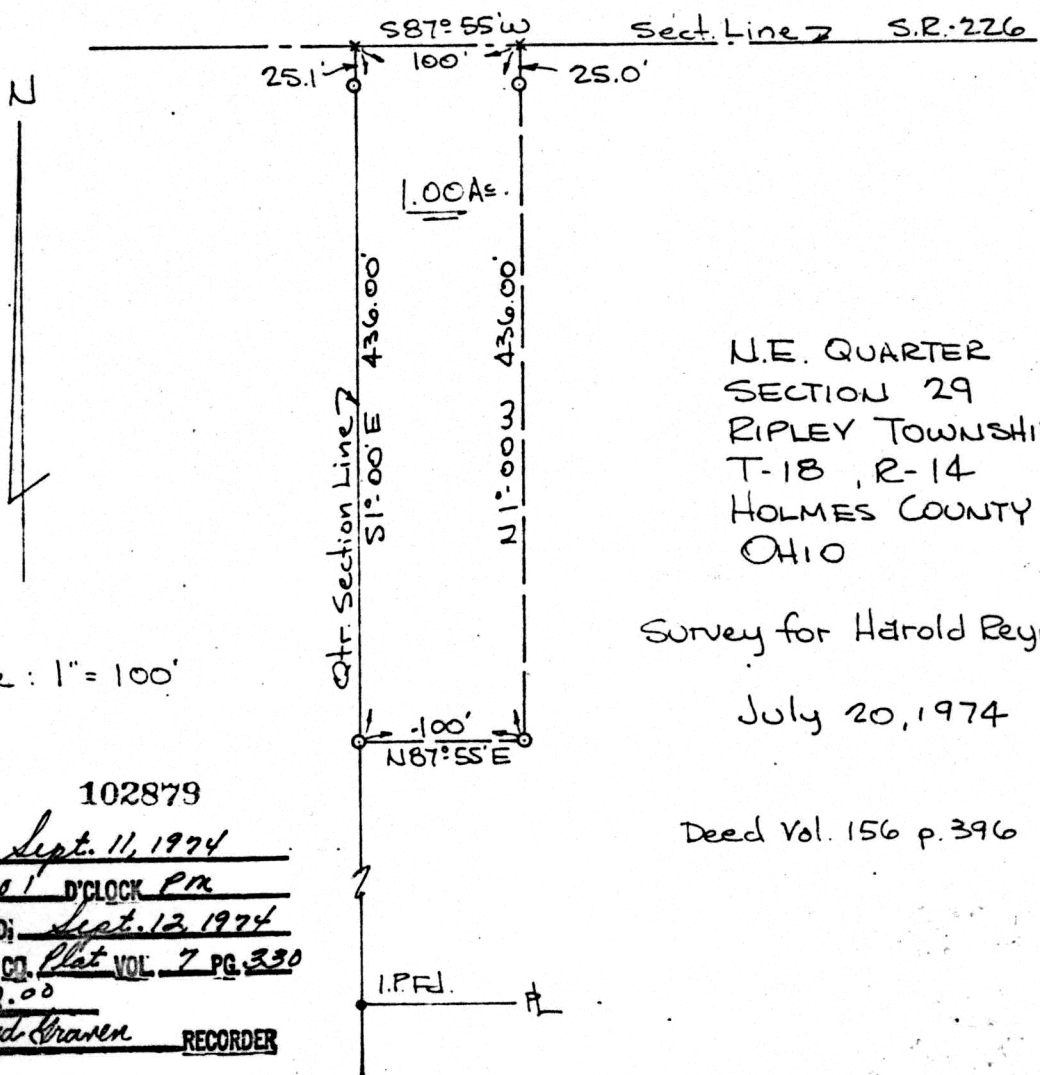 S87°55'W Sect. Line S.R.-226
100'
25.1' 25.0'
N
1.00 Ac.
Qtr. Section Line
S1°00'E 436.00'
N1°00'W 436.00'
N.E. QUARTER
SECTION 29
RIPLEY TOWNSHI
T-18, R-14
HOLMES COUNTY
OHIO
Survey for Harold Rey
July 20, 1974
: 1" = 100'
100'
N87°55'E
102879
Sept. 11, 1974
O'CLOCK PM
Sept. 12 1974
CO. Plat VOL. 7 PG. 330
.00
Graven RECORDER
Deed Vol. 156 p. 396
I.P. Fd. PL